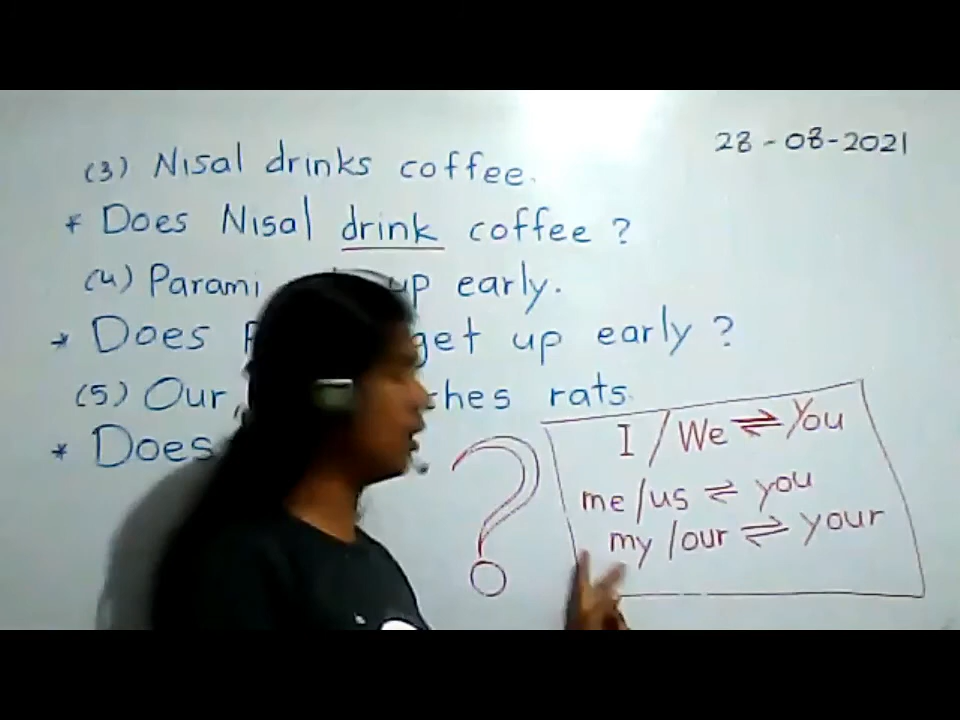 28-08-2021
(3) Nisal drinks coffee.
* Does Nisal drink coffee ?
(4) Parami up early.
* Does get up early ?
(5) Our rats.
* Does
?
I / We ⇌ You
me / us ⇌ you
my / our ⇌ your